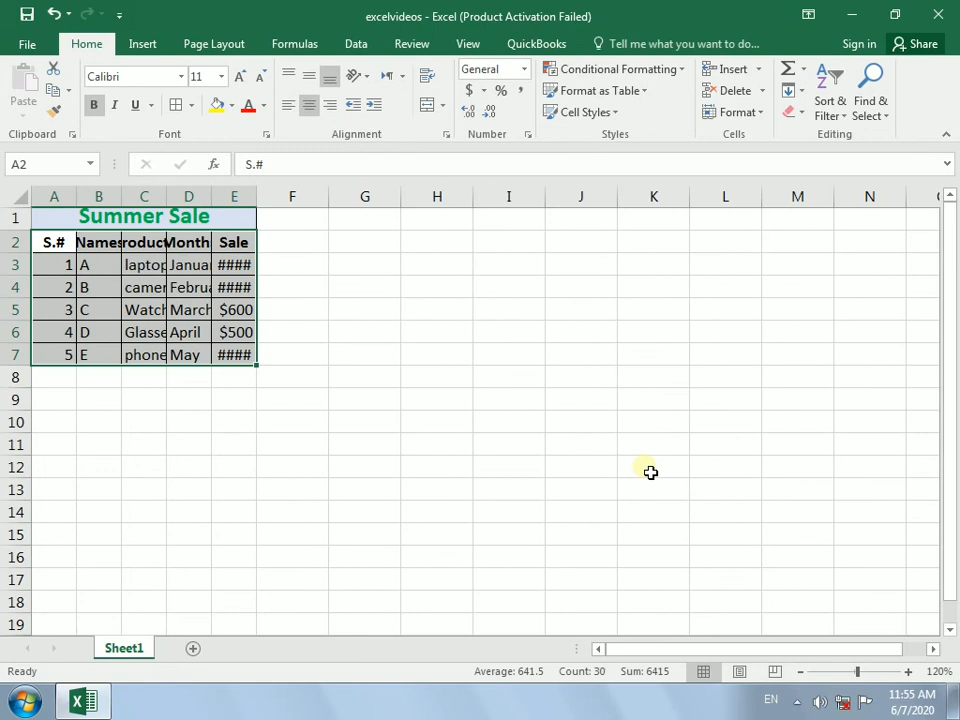 excelvideos - Excel (Product Activation Failed)
File Home Insert Page Layout Formulas Data Review View QuickBooks Tell me what you want to do... Sign in Share
Calibri 11 General Conditional Formatting Insert
Paste Format as Table Delete Sort & Find &
B I U $ % , Cell Styles Format Filter Select
Clipboard Font Alignment Number Styles Cells Editing
A2 fx S.#
A B C D E F G H I J K L M N
1 Summer Sale
2 S.# Names roduct Month Sale
3 1 A laptop Januar ####
4 2 B camer Februa ####
5 3 C Watch March $600
6 4 D Glasse April $500
7 5 E phone May ####
8
9
10
11
12
13
14
15
16
17
18
19
Sheet1
Ready Average: 641.5 Count: 30 Sum: 6415 120%
EN 11:55 AM
6/7/2020